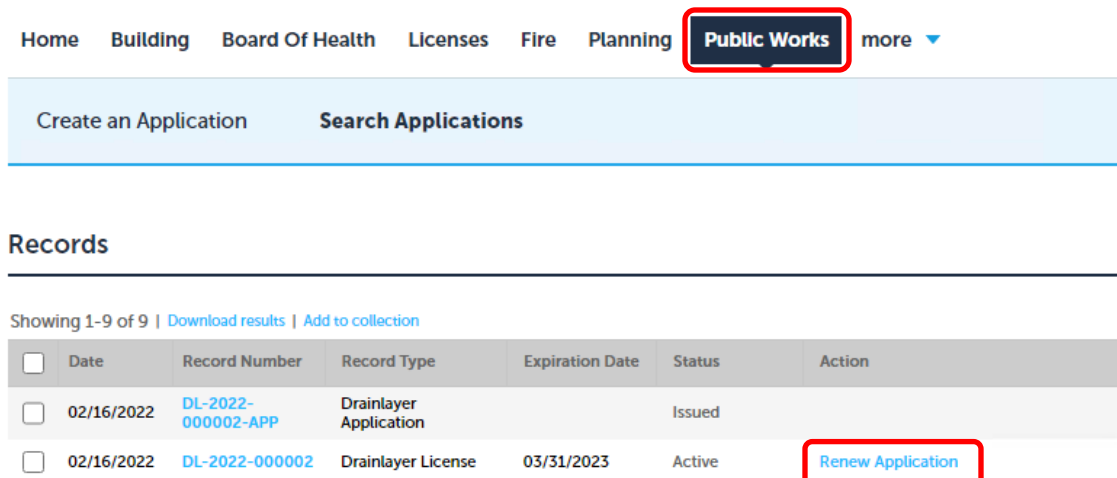 Home Building Board Of Health Licenses Fire Planning Public Works more
Create an Application Search Applications
Records
Showing 1-9 of 9 | Download results | Add to collection
Date Record Number Record Type Expiration Date Status Action
02/16/2022 DL-2022-000002-APP Drainlayer Application Issued
02/16/2022 DL-2022-000002 Drainlayer License 03/31/2023 Active Renew Application